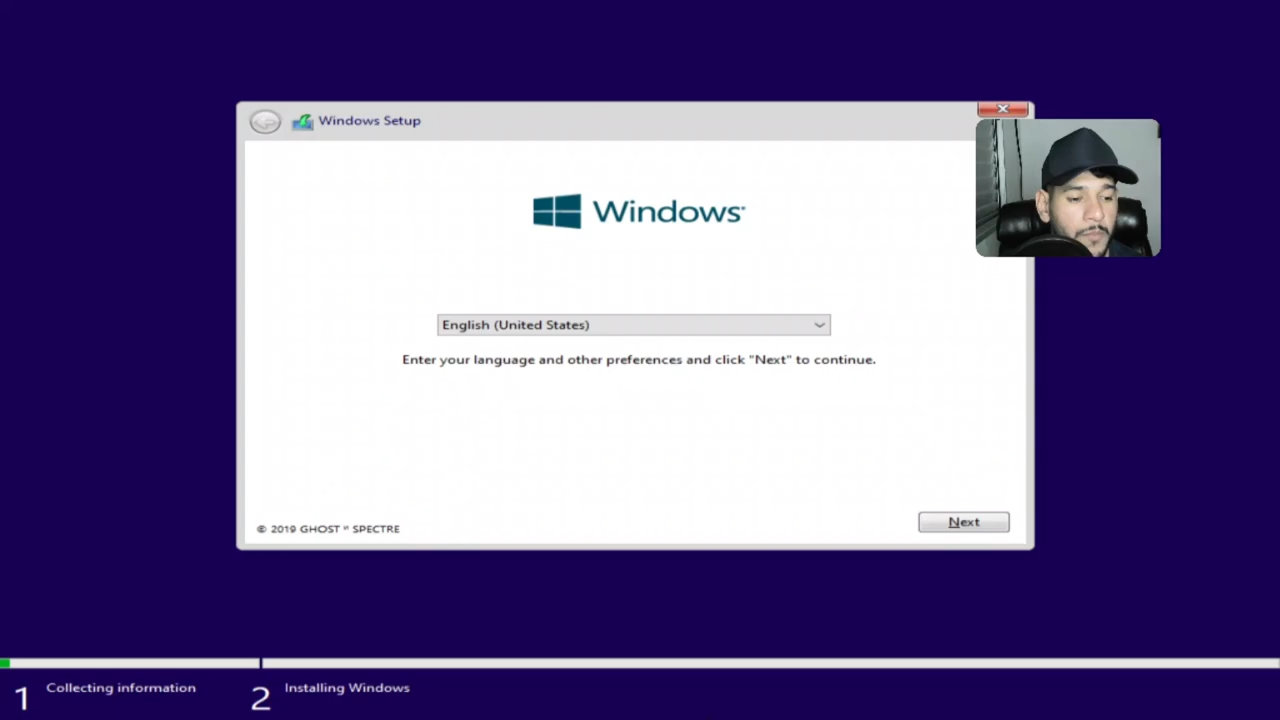 Windows Setup
Windows
English (United States)
Enter your language and other preferences and click "Next" to continue.
© 2019 GHOST SPECTRE
Next
1 Collecting information
2 Installing Windows